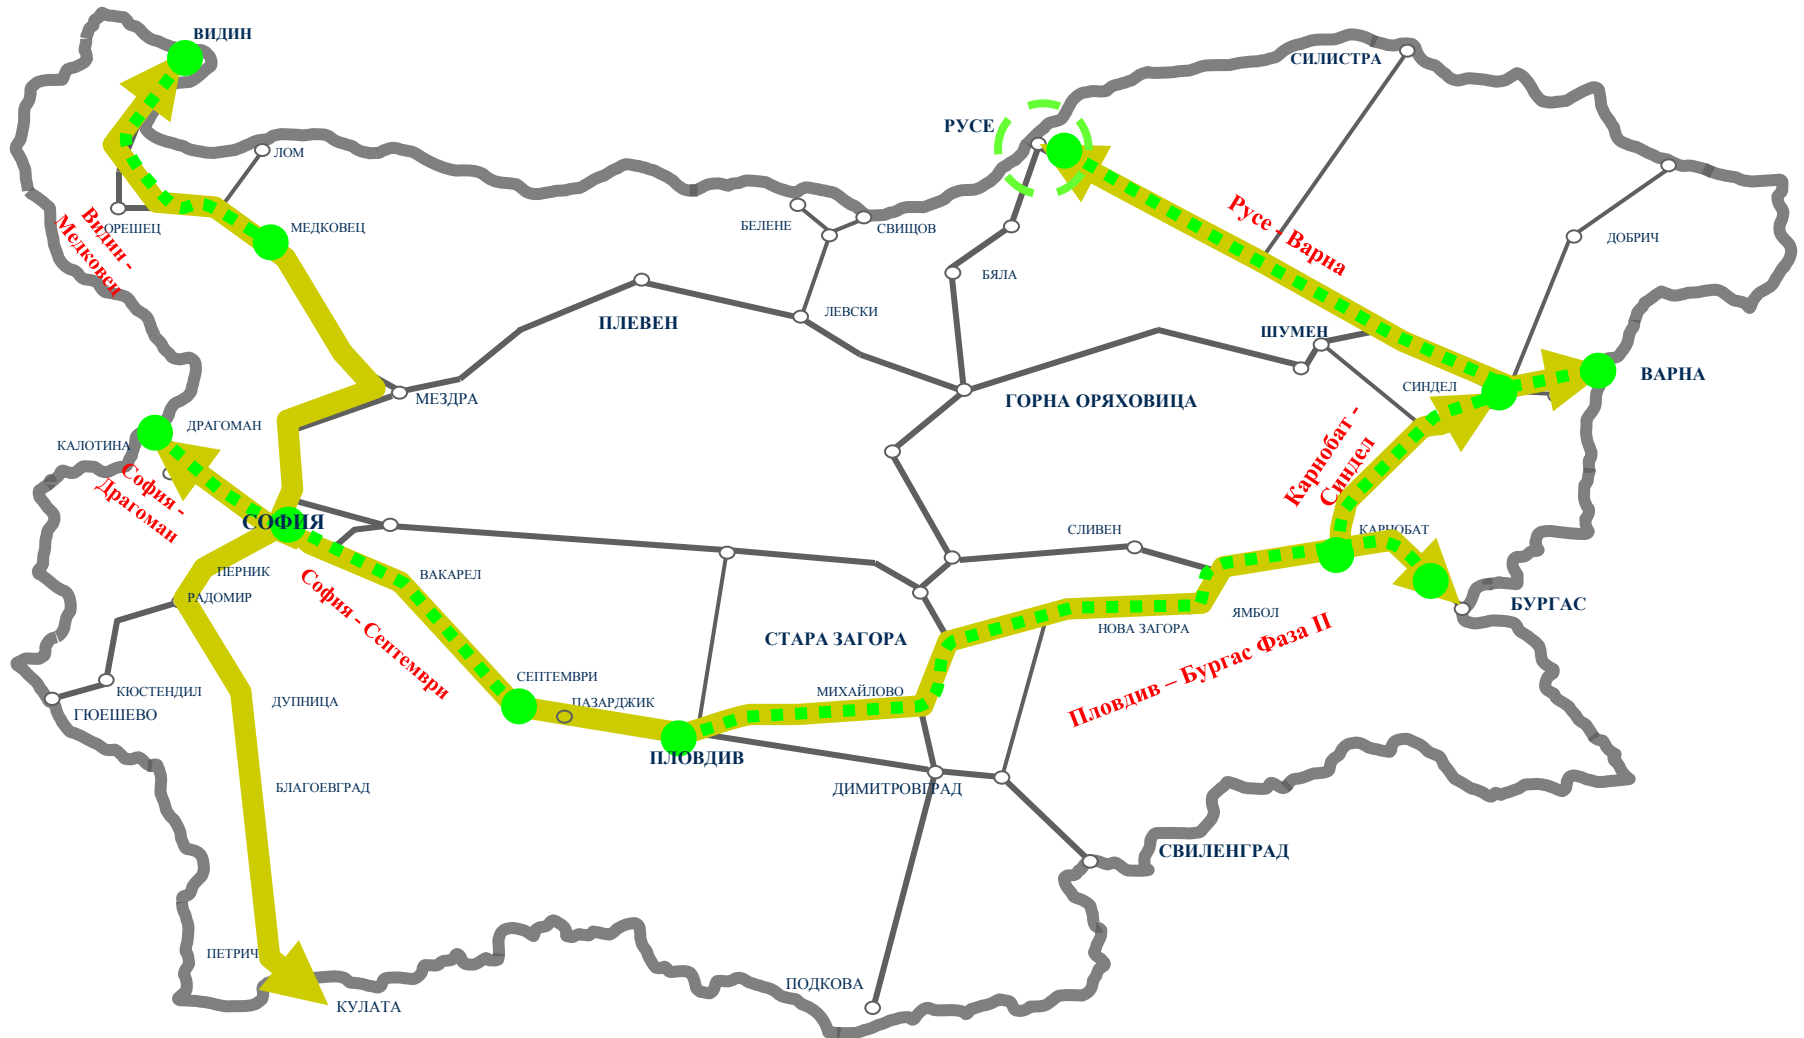 ВИДИН
СИЛИСТРА
РУСЕ
ЛОМ
ОРЕШЕЦ
Видин -
Медковец
МЕДКОВЕЦ
БЕЛЕНЕ
СВИЩОВ
Русе - Варна
ДОБРИЧ
БЯЛА
ПЛЕВЕН
ЛЕВСКИ
ШУМЕН
ВАРНА
СИНДЕЛ
МЕЗДРА
ГОРНА ОРЯХОВИЦА
ДРАГОМАН
КАЛОТИНА
Карнобат -
Синдел
София -
Драгоман
СОФИЯ
СЛИВЕН
КАРНОБАТ
ПЕРНИК
ВАКАРЕЛ
РАДОМИР
София - Септември
БУРГАС
ЯМБОЛ
НОВА ЗАГОРА
СТАРА ЗАГОРА
Пловдив – Бургас Фаза II
СЕПТЕМВРИ
КЮСТЕНДИЛ
МИХАЙЛОВО
ДУПНИЦА
ПАЗАРДЖИК
ГЮЕШЕВО
ПЛОВДИВ
БЛАГОЕВГРАД
ДИМИТРОВГРАД
СВИЛЕНГРАД
ПЕТРИЧ
ПОДКОВА
КУЛАТА